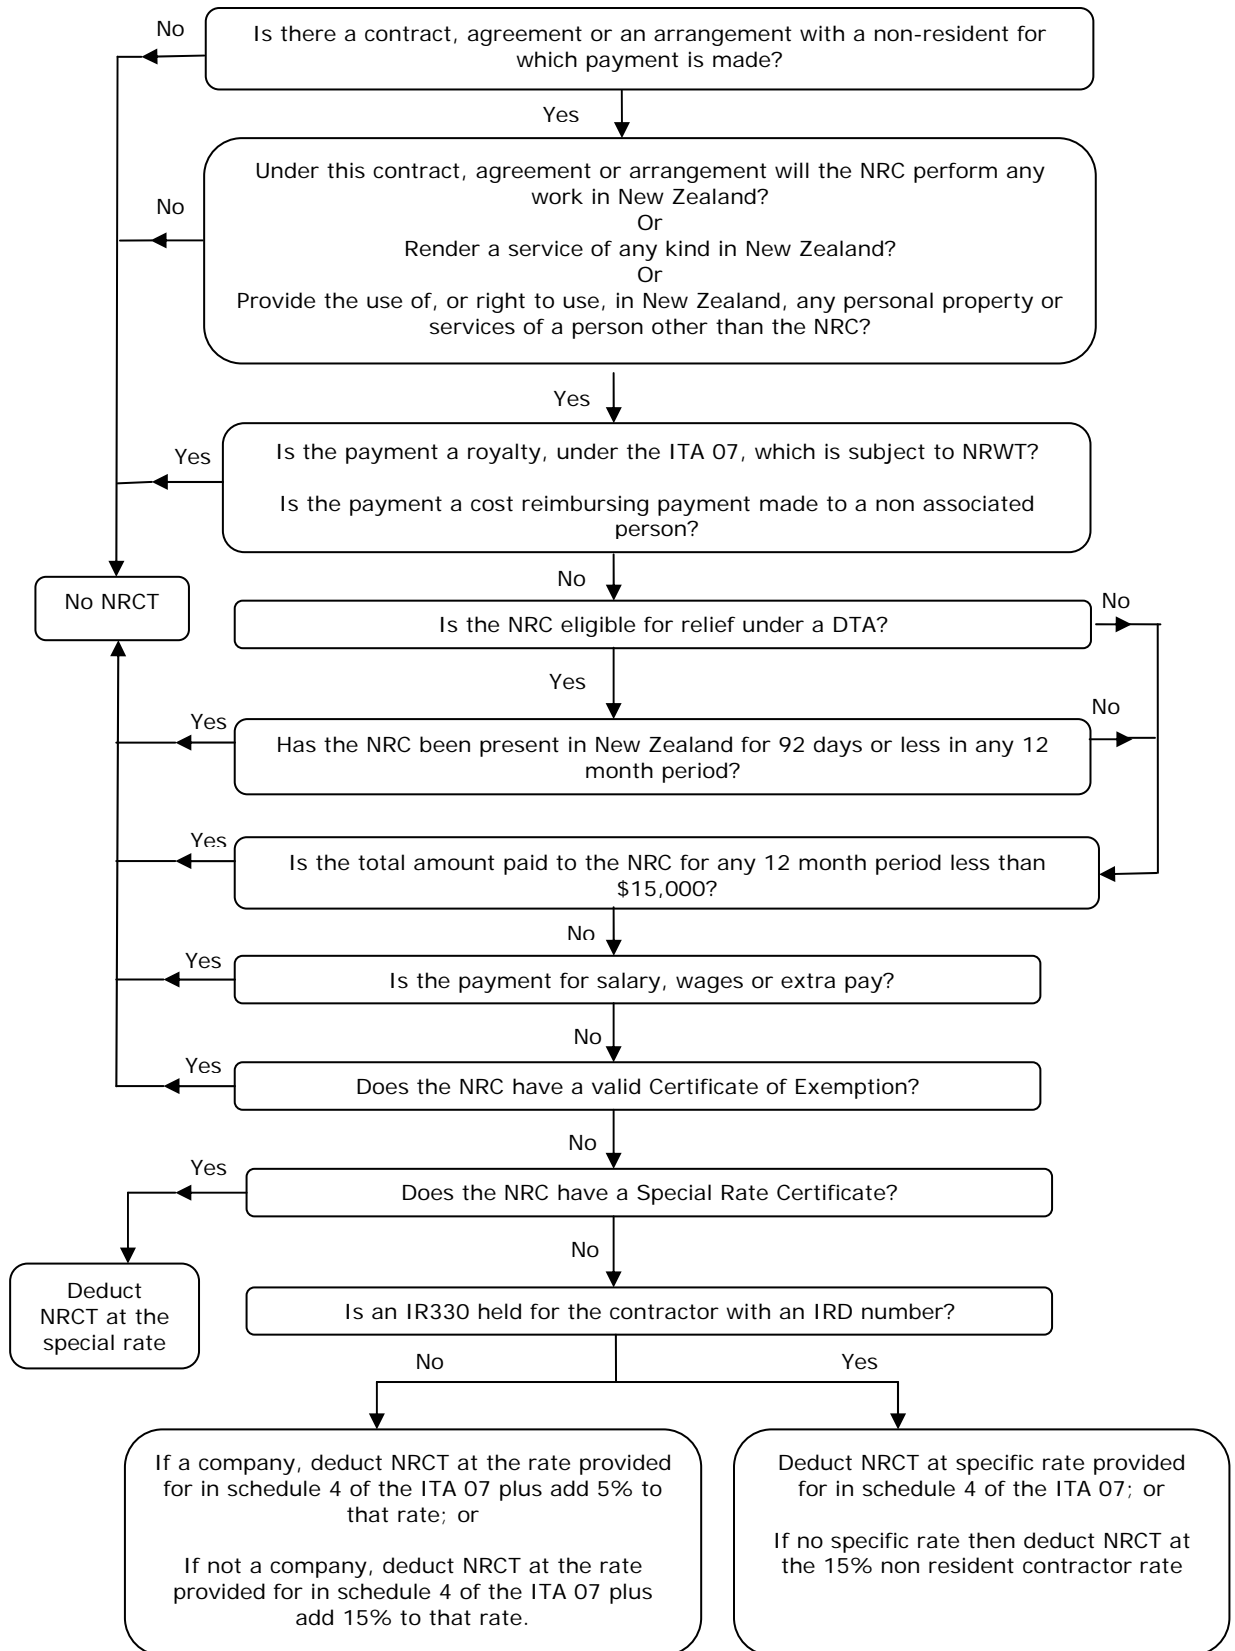 No
Is there a contract, agreement or an arrangement with a non-resident for
which payment is made?
Yes
Under this contract, agreement or arrangement will the NRC perform any
work in New Zealand?
Or
Render a service of any kind in New Zealand?
Or
Provide the use of, or right to use, in New Zealand, any personal property or
services of a person other than the NRC?
No
Yes
Is the payment a royalty, under the ITA 07, which is subject to NRWT?
Is the payment a cost reimbursing payment made to a non associated
person?
Yes
No
No NRCT
Is the NRC eligible for relief under a DTA?
No
Yes
Yes
Has the NRC been present in New Zealand for 92 days or less in any 12
month period?
No
Yes
Is the total amount paid to the NRC for any 12 month period less than
$15,000?
No
Yes
Is the payment for salary, wages or extra pay?
No
Yes
Does the NRC have a valid Certificate of Exemption?
No
Yes
Does the NRC have a Special Rate Certificate?
No
Deduct
NRCT at the
special rate
Is an IR330 held for the contractor with an IRD number?
No
Yes
If a company, deduct NRCT at the rate provided
for in schedule 4 of the ITA 07 plus add 5% to
that rate; or
If not a company, deduct NRCT at the rate
provided for in schedule 4 of the ITA 07 plus
add 15% to that rate.
Deduct NRCT at specific rate provided
for in schedule 4 of the ITA 07; or
If no specific rate then deduct NRCT at
the 15% non resident contractor rate